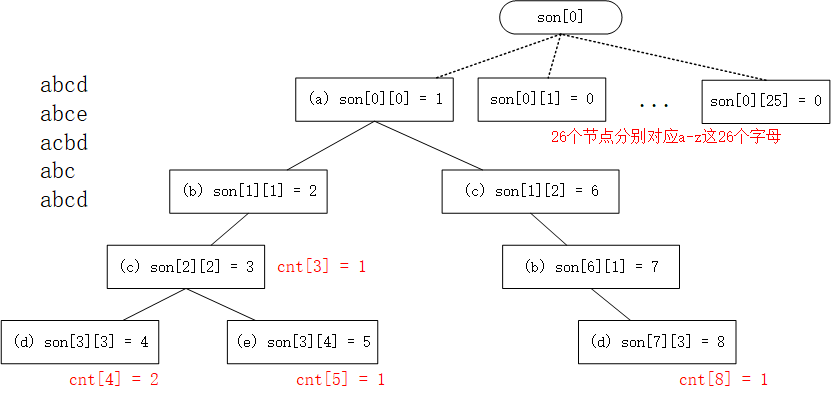 son[0]
(a) son[0][0] = 1
son[0][1] = 0
...
son[0][25] = 0
26个节点分别对应a-z这26个字母
abcd
abce
acbd
abc
abcd
(b) son[1][1] = 2
(c) son[1][2] = 6
(c) son[2][2] = 3
cnt[3] = 1
(b) son[6][1] = 7
(d) son[3][3] = 4
(e) son[3][4] = 5
(d) son[7][3] = 8
cnt[4] = 2
cnt[5] = 1
cnt[8] = 1